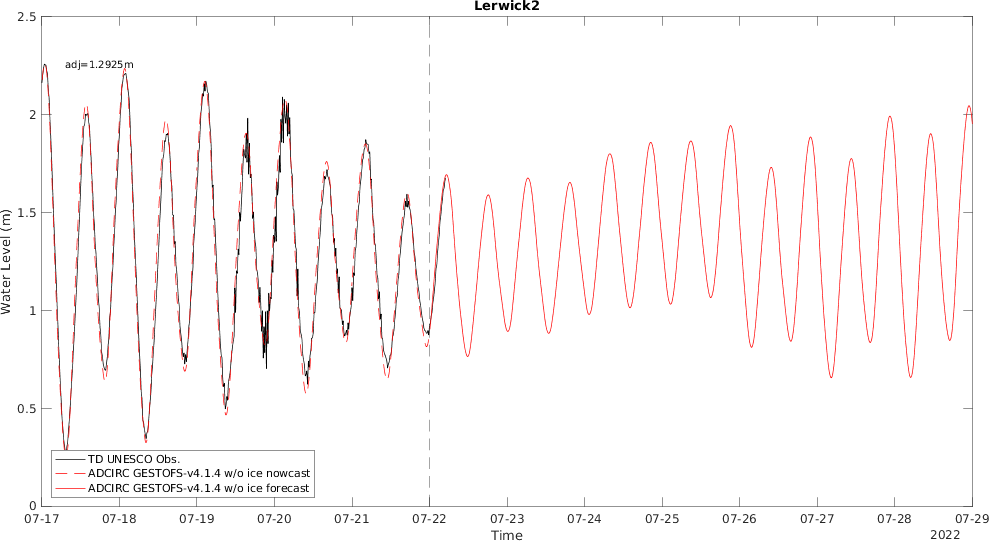 Lerwick2
adj=1.2925m
Water Level (m)
2.5
2
1.5
1
0.5
0
TD UNESCO Obs.
ADCIRC GESTOFS-v4.1.4 w/o ice nowcast
ADCIRC GESTOFS-v4.1.4 w/o ice forecast
07-17 07-18 07-19 07-20 07-21 07-22 07-23 07-24 07-25 07-26 07-27 07-28 07-29
Time
2022